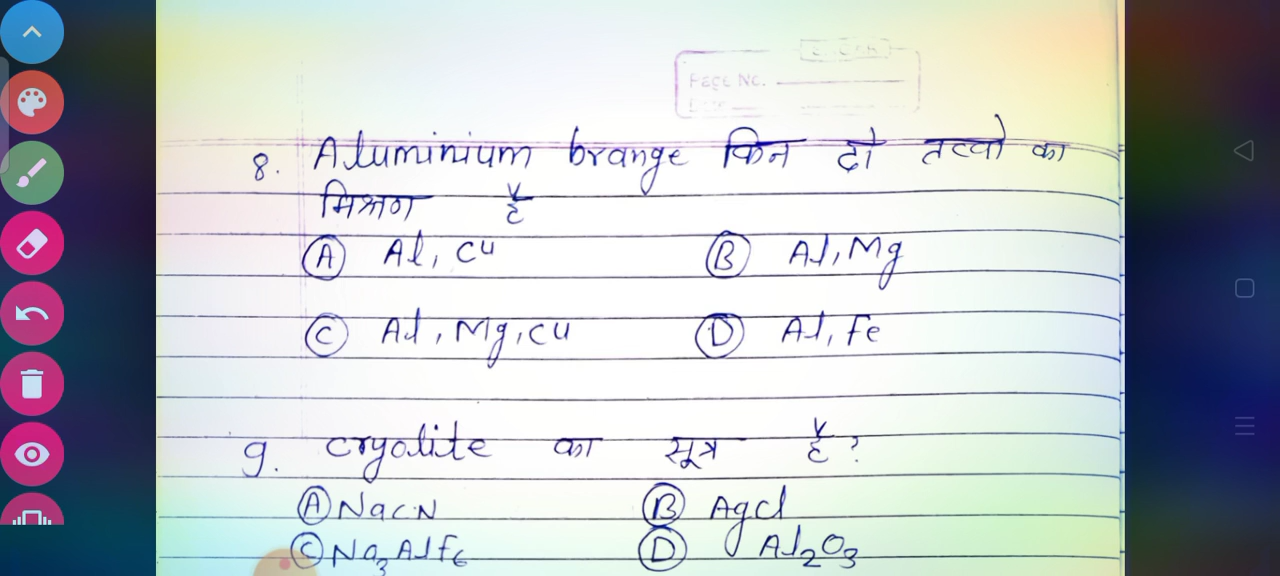 Page No.
Date
8. Aluminium brange किन दो तत्वो का
मिश्रण है
(A) Al, Cu (B) Al, Mg
(C) Al, Mg, Cu (D) Al, Fe
9. Cryolite का सूत्र है ?
(A) NaCN (B) Agcl
(C) Na3AlF6 (D) Al2O3